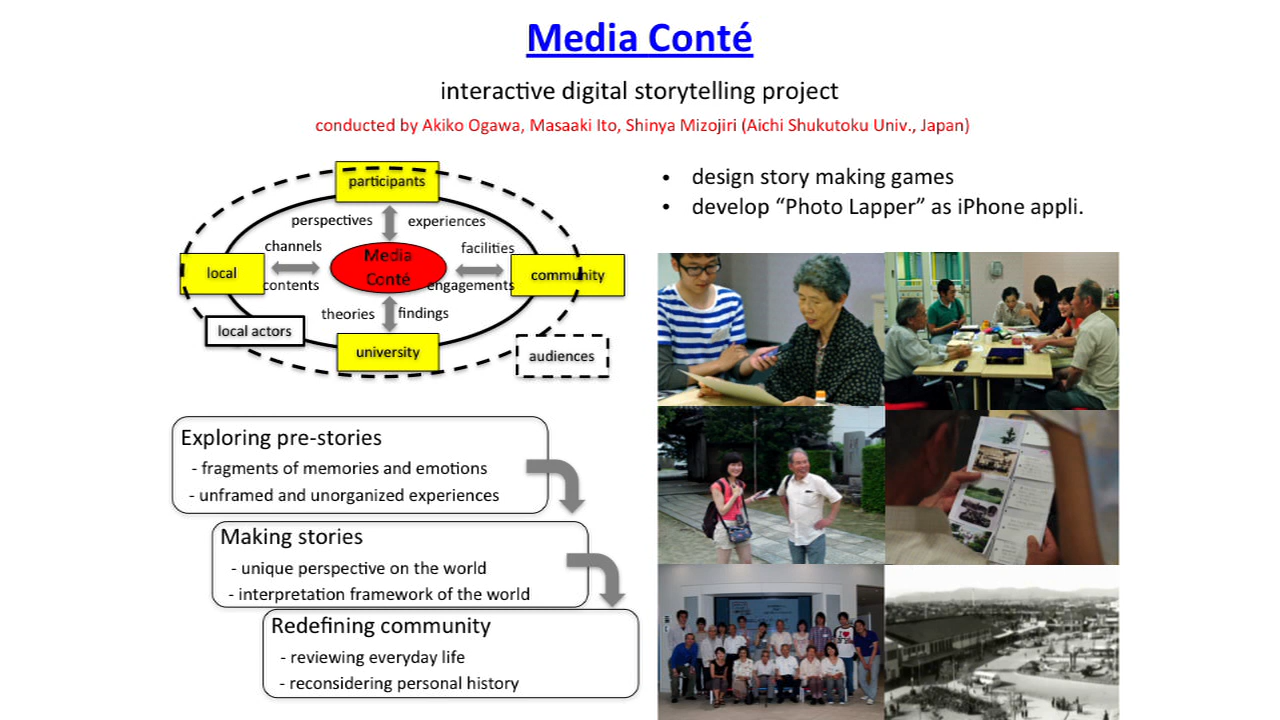 Media Conté
interactive digital storytelling project
conducted by Akiko Ogawa, Masaaki Ito, Shinya Mizojiri (Aichi Shukutoku Univ., Japan)
participants
perspectives
experiences
channels
facilities
local
Media
Conté
community
contents
engagements
theories
findings
local actors
university
audiences
• design story making games
• develop “Photo Lapper” as iPhone appli.
Exploring pre-stories
- fragments of memories and emotions
- unframed and unorganized experiences
Making stories
- unique perspective on the world
- interpretation framework of the world
Redefining community
- reviewing everyday life
- reconsidering personal history